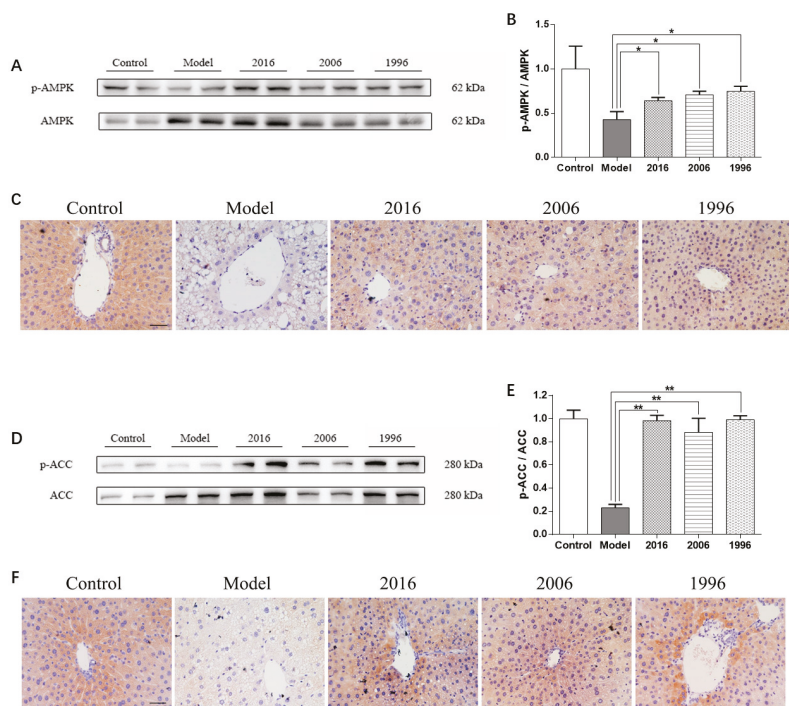 A
Control Model 2016 2006 1996
p-AMPK 62 kDa
AMPK 62 kDa
B
p-AMPK / AMPK
1.5
1.0
0.5
0.0
*
*
*
Control Model 2016 2006 1996
C
Control Model 2016 2006 1996
D
Control Model 2016 2006 1996
p-ACC 280 kDa
ACC 280 kDa
E
p-ACC / ACC
1.2
1.0
0.8
0.6
0.4
0.2
0.0
**
**
**
Control Model 2016 2006 1996
F
Control Model 2016 2006 1996